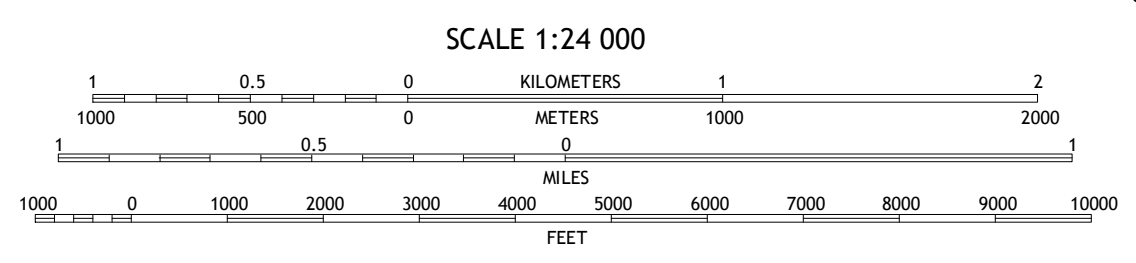 SCALE 1:24 000
1 0.5 0 KILOMETERS 1 2
1000 500 0 METERS 1000 2000
1 0.5 0 1
MILES
1000 0 1000 2000 3000 4000 5000 6000 7000 8000 9000 10000
FEET